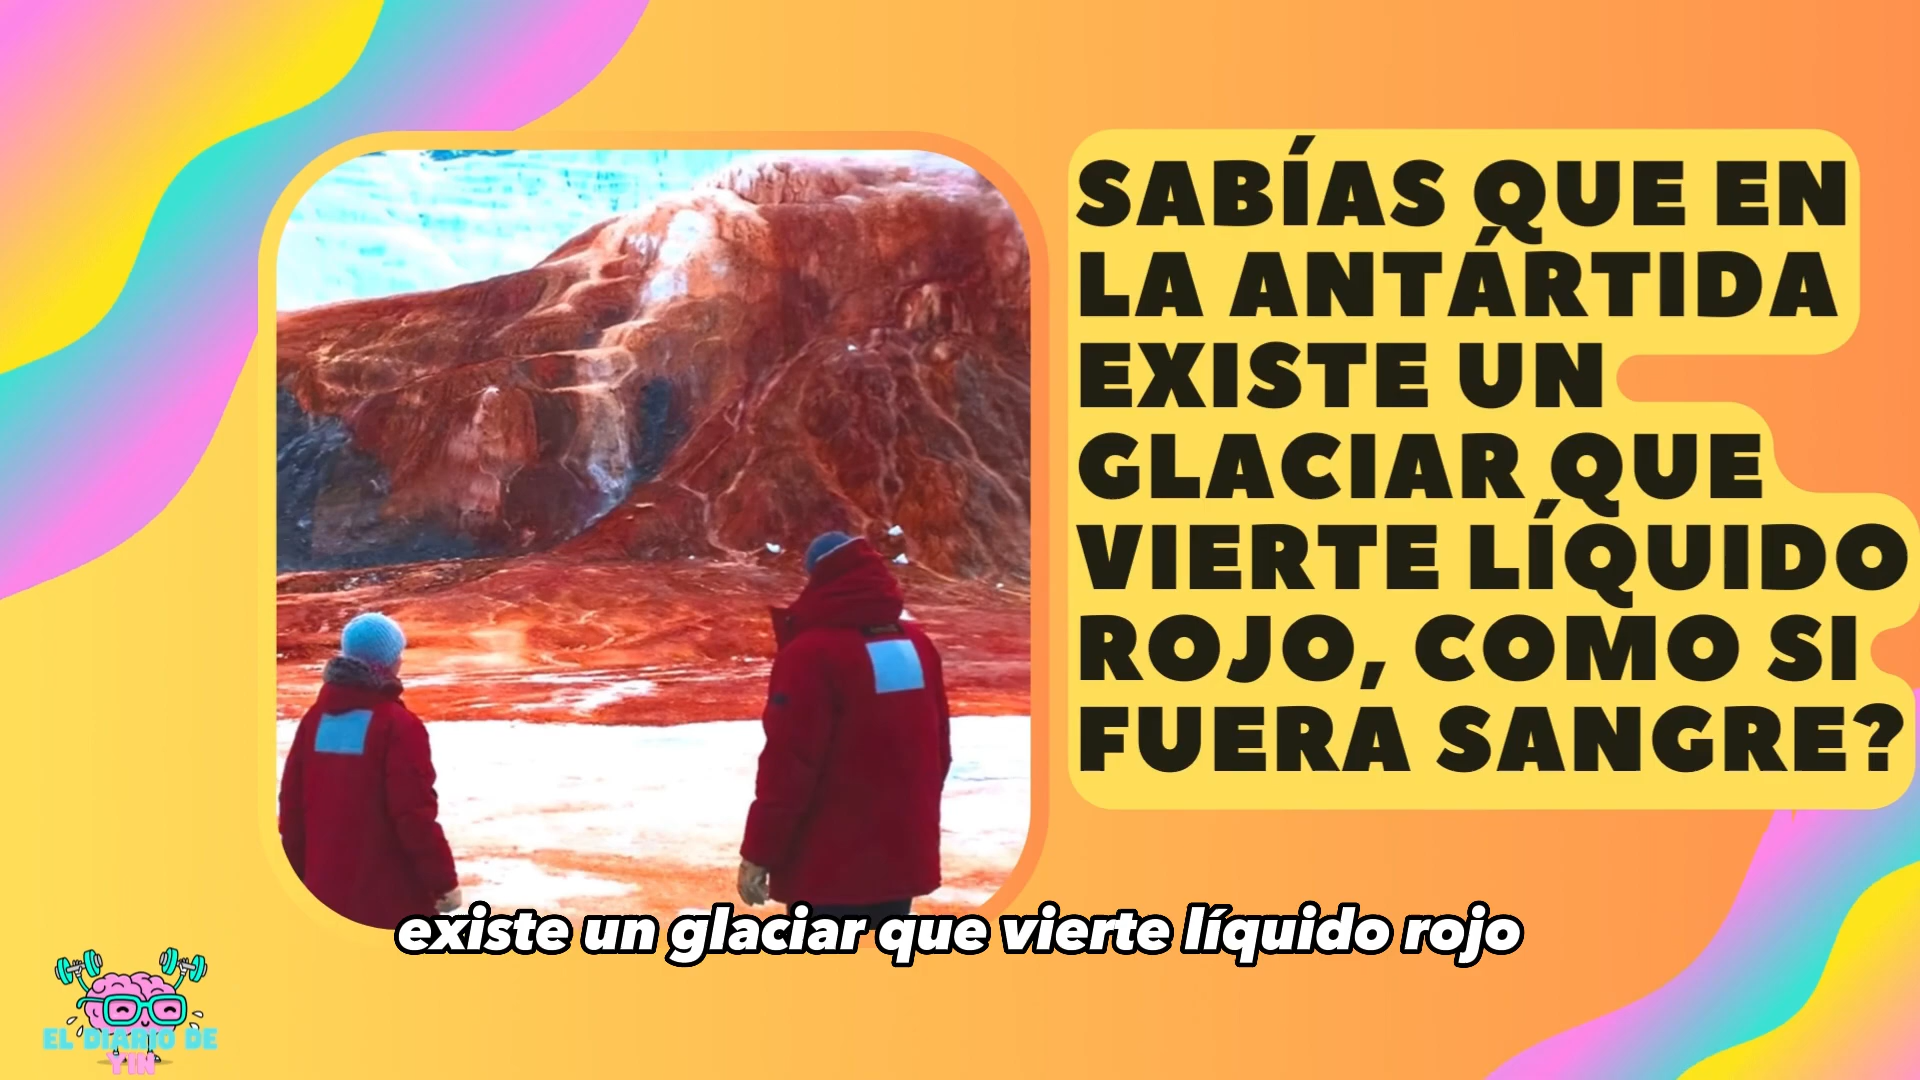 SABÍAS QUE EN
LA ANTÁRTIDA
EXISTE UN
GLACIAR QUE
VIERTE LÍQUIDO
ROJO, COMO SI
FUERA SANGRE?
existe un glaciar que vierte líquido rojo
EL DIARIO DE
YIN